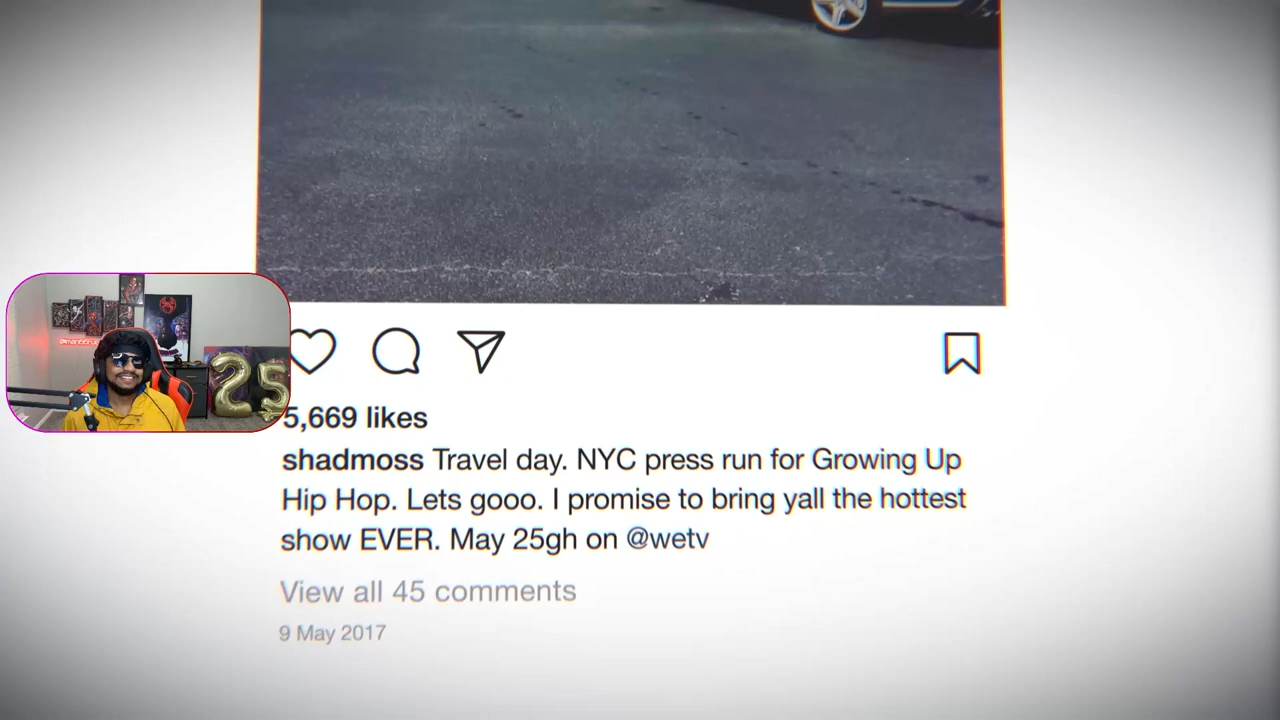 5,669 likes
shadmoss Travel day. NYC press run for Growing Up
Hip Hop. Lets gooo. I promise to bring yall the hottest
show EVER. May 25gh on @wetv
View all 45 comments
9 May 2017
25